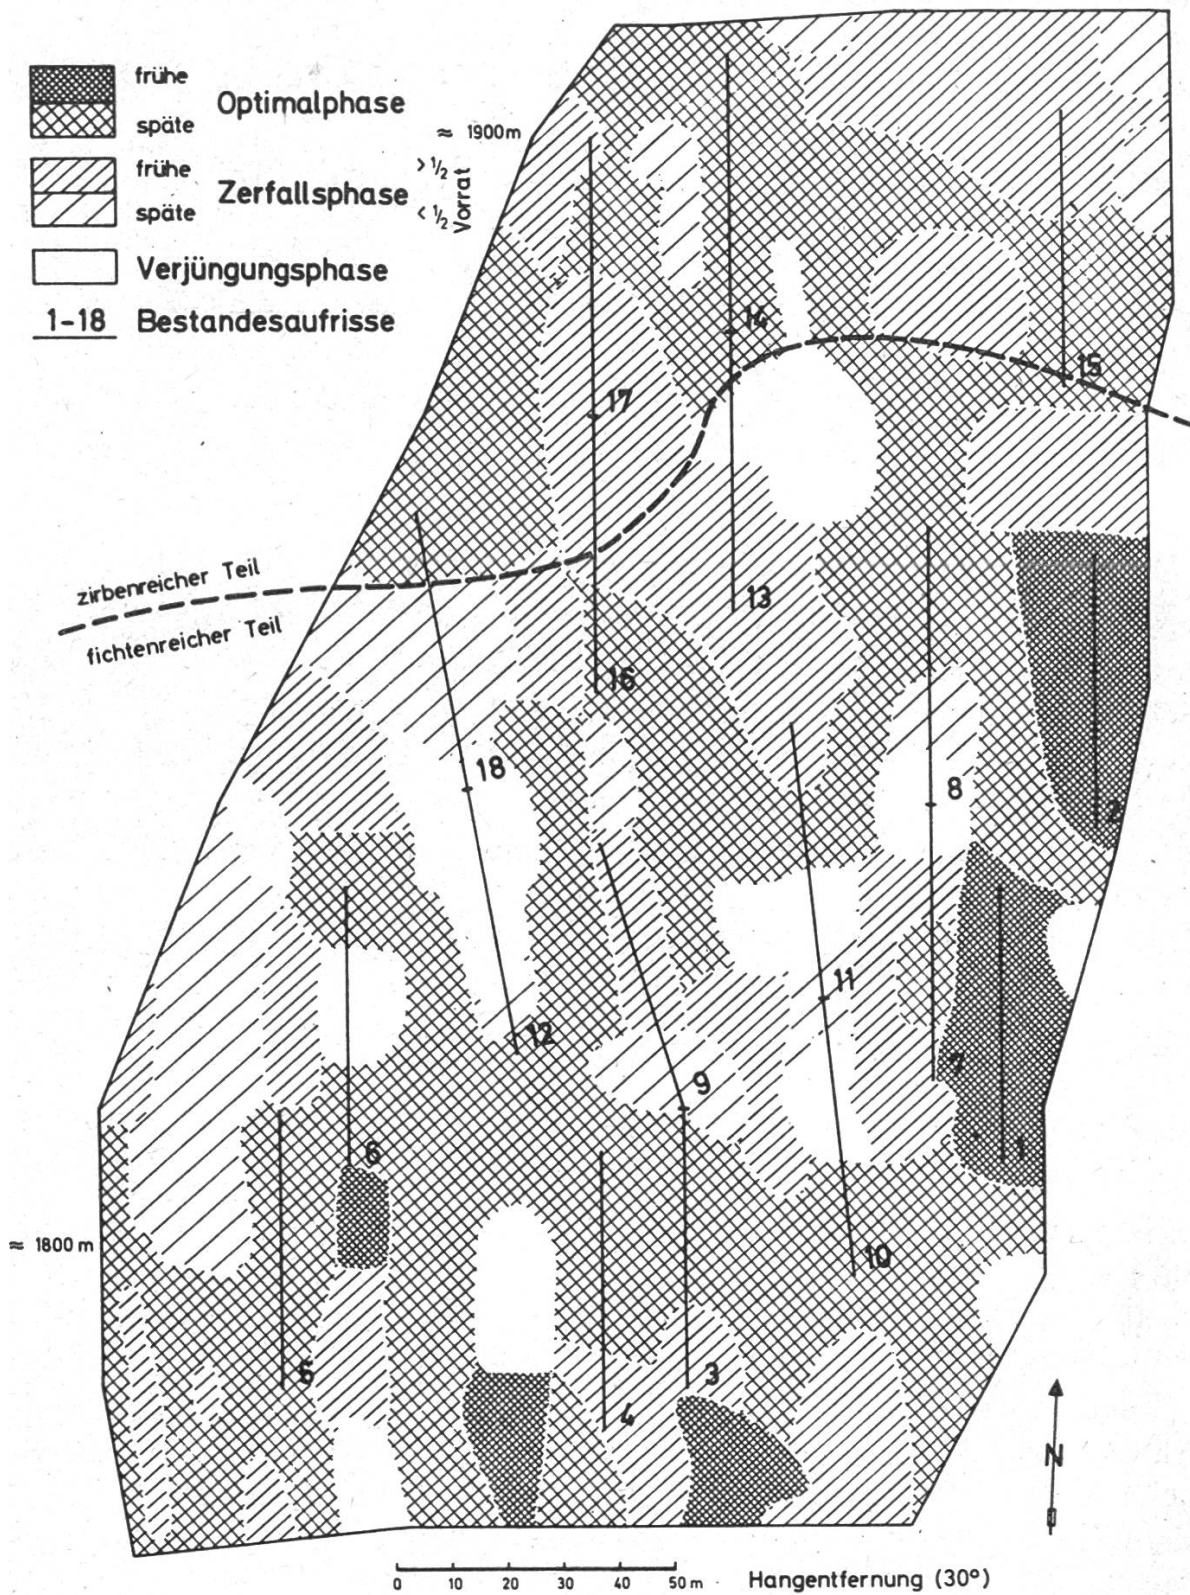 frühe
Optimalphase
späte
≈ 1900m
frühe
> 1/2
Zerfallsphase
Vorrat
späte
< 1/2
Verjüngungsphase
1-18 Bestandesaufrisse
14
15
17
zirbenreicher Teil
fichtenreicher Teil
13
16
18
8
2
11
12
7
9
1
6
≈ 1800 m
10
5
3
4
N
0 10 20 30 40 50 m
Hangentfernung (30°)